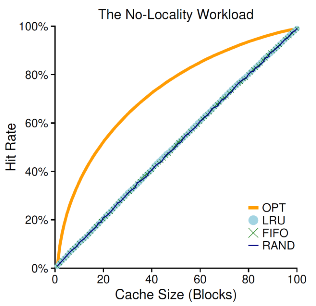 The No-Locality Workload
100%
80%
60%
40%
20%
0%
Hit Rate
OPT
LRU
FIFO
RAND
0
20
40
60
80
100
Cache Size (Blocks)